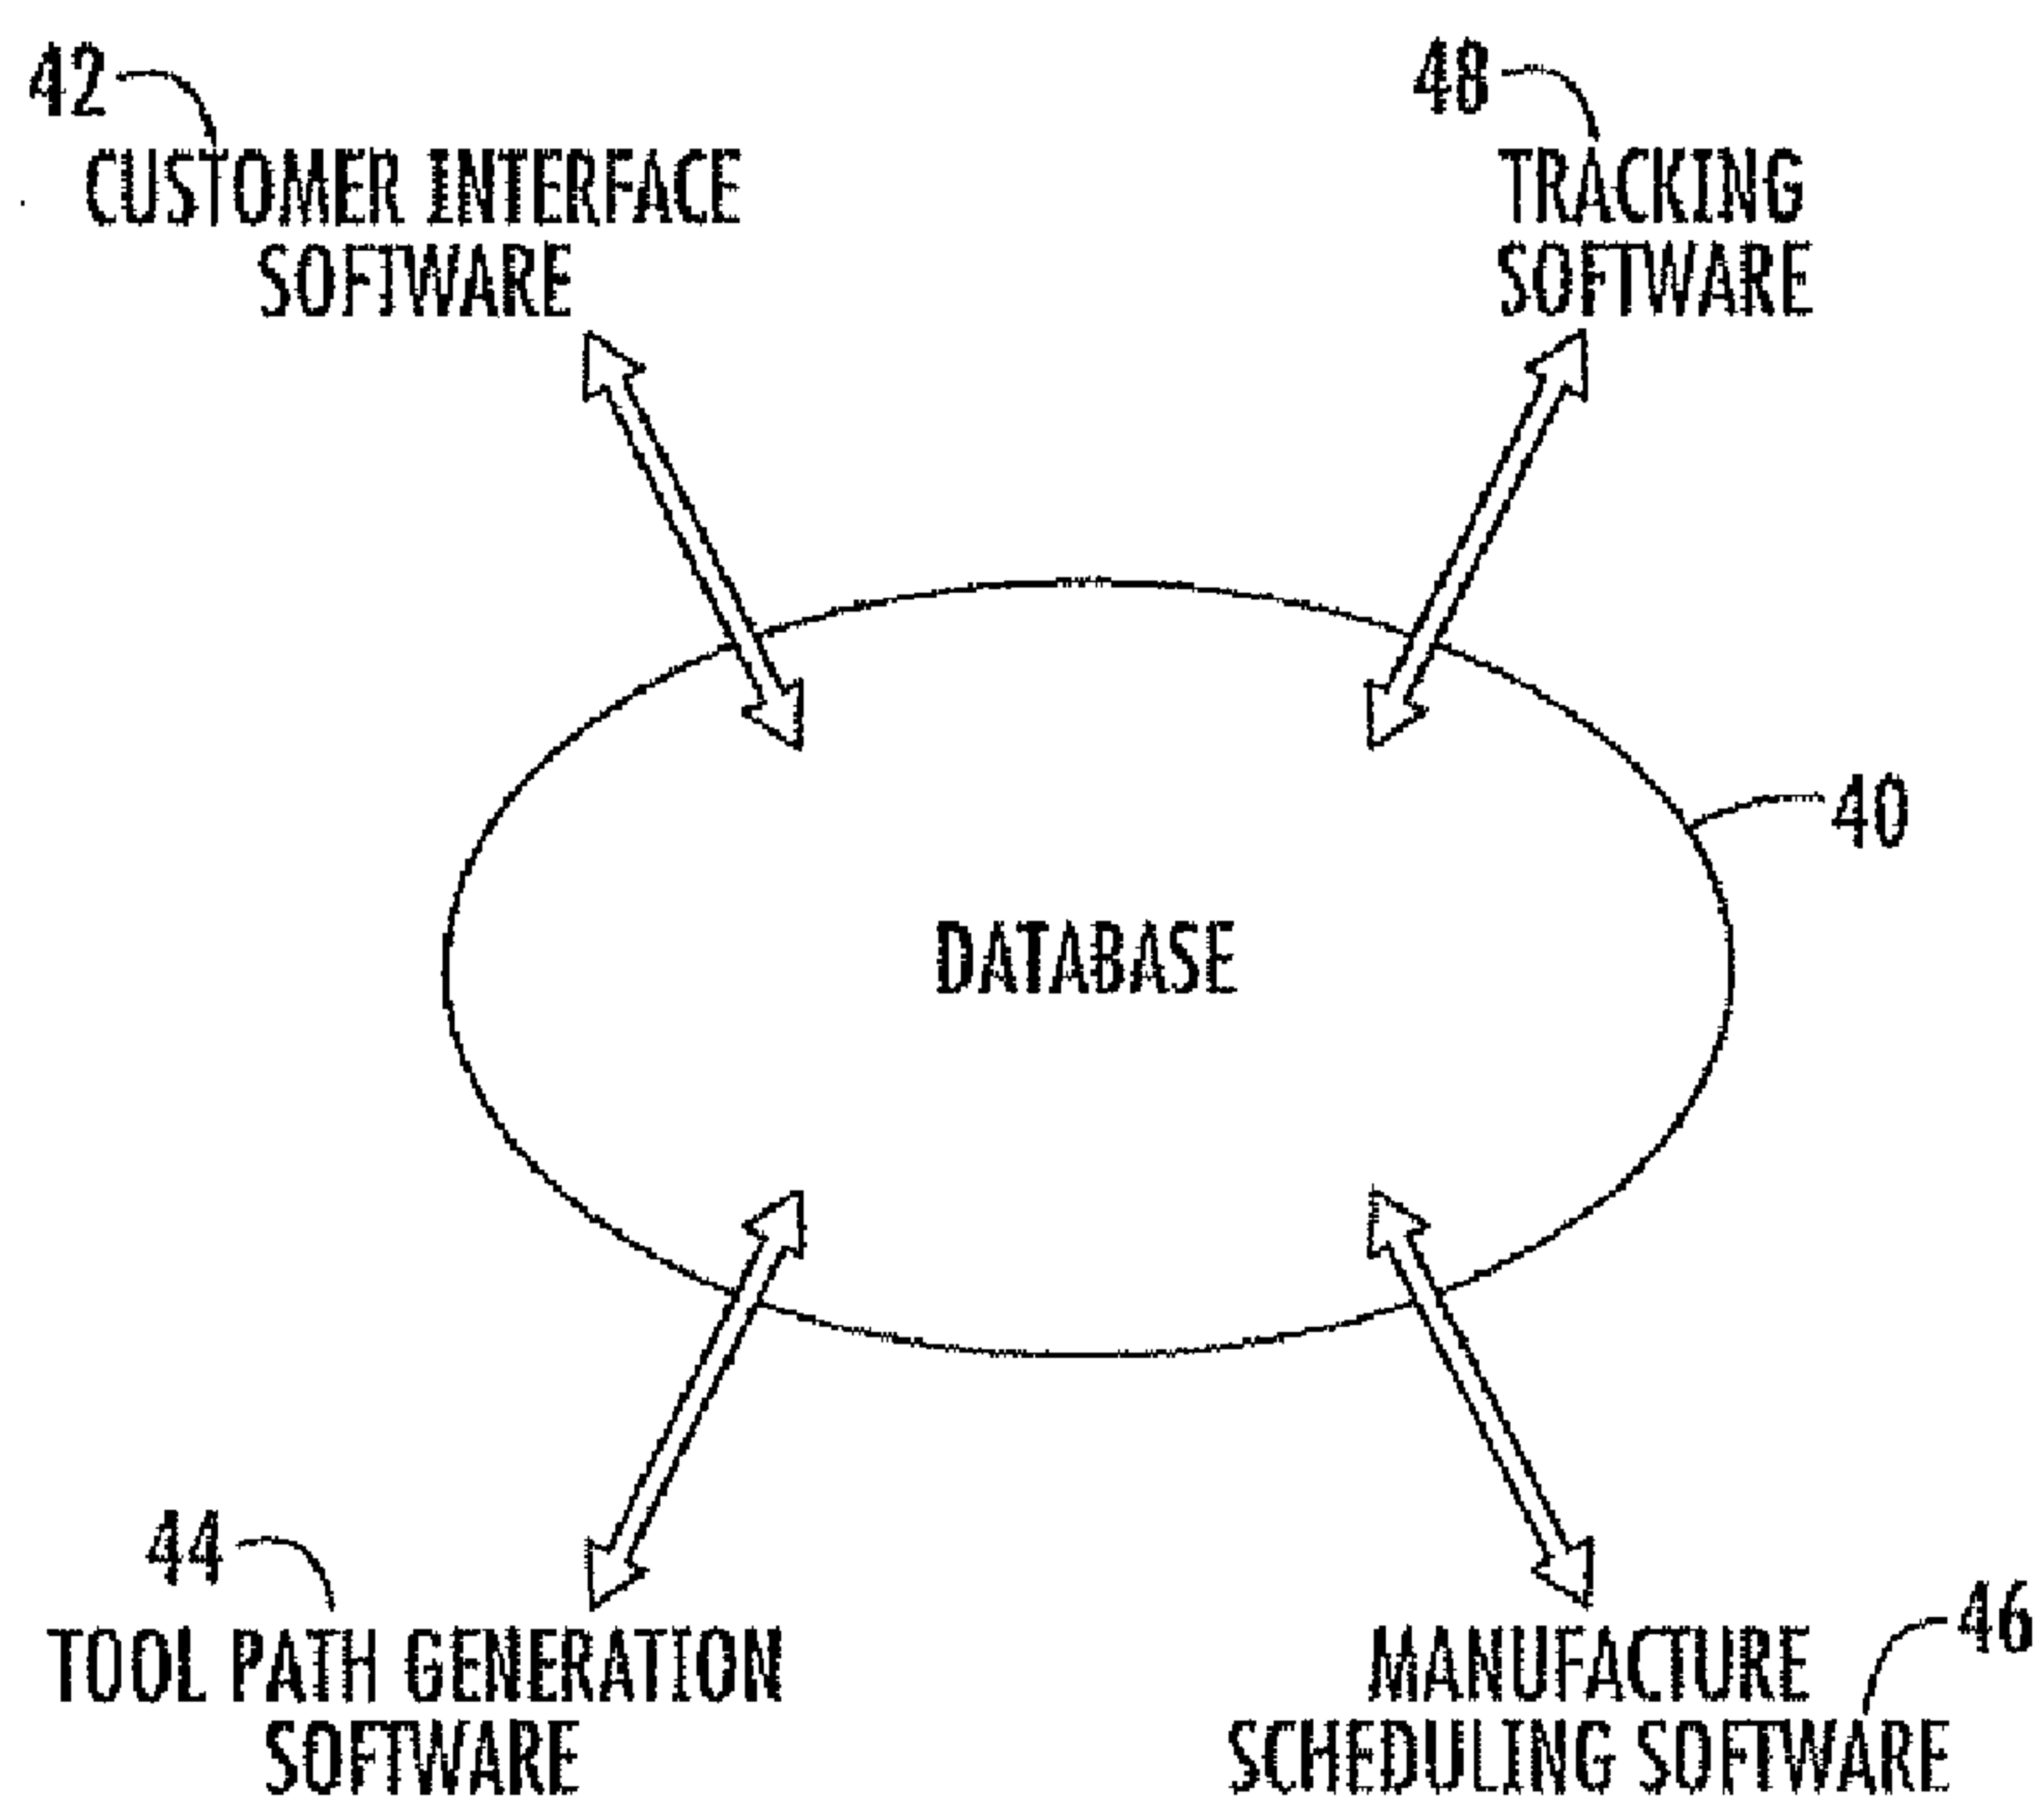 42
CUSTOMER INTERFACE
SOFTWARE
48
TRACKING
SOFTWARE
40
DATABASE
44
TOOL PATH GENERATION
SOFTWARE
46
MANUFACTURE
SCHEDULING SOFTWARE